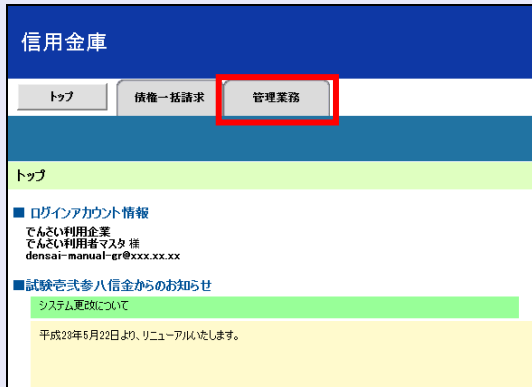 信用金庫
トップ
債権一括請求
管理業務
トップ
■ ログインアカウント情報
でんさい利用企業
でんさい利用者マスタ 様
densai-manual-gr@xxx.xx.xx
■試験壱弐参八信金からのお知らせ
システム更改について
平成28年5月22日より、リニューアルいたします。